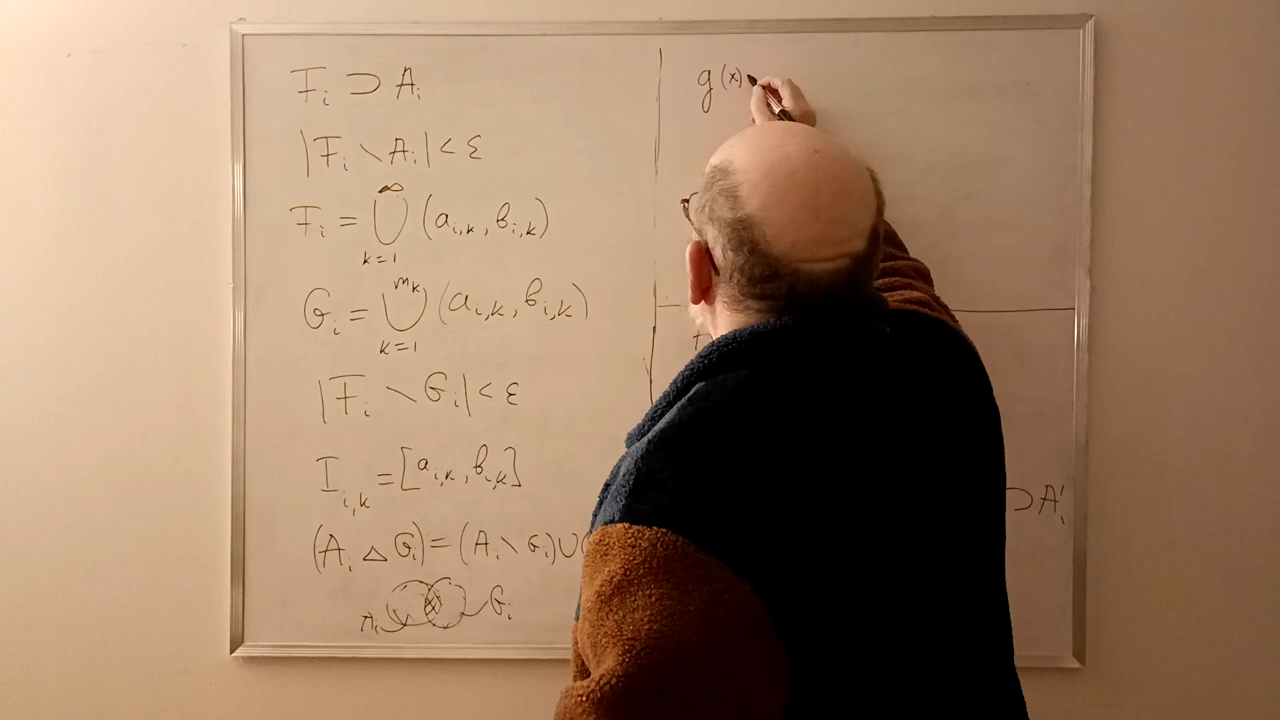 F_i ⊃ A_i
|F_i \ A_i| < ε
F_i = ⋃_{k=1}^{∞} (a_{i,k}, b_{i,k})
G_i = ⋃_{k=1}^{m_k} (a_{i,k}, b_{i,k})
|F_i \ G_i| < ε
I_{i,k} = [a_{i,k}, b_{i,k}]
(A_i △ G_i) = (A_i \ G_i) ∪ (
A_i G_i
g(x)
⊃ A'_i